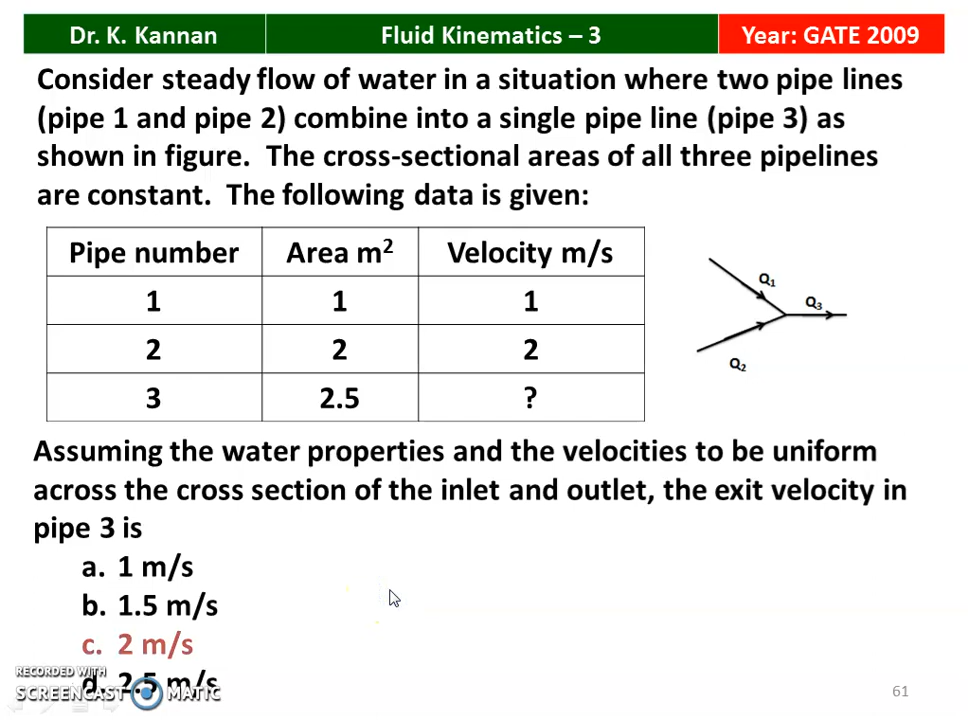 Dr. K. Kannan
Fluid Kinematics – 3
Year: GATE 2009
Consider steady flow of water in a situation where two pipe lines
(pipe 1 and pipe 2) combine into a single pipe line (pipe 3) as
shown in figure. The cross-sectional areas of all three pipelines
are constant. The following data is given:
Pipe number Area m² Velocity m/s
1 1 1
2 2 2
3 2.5 ?
Q₁
Q₃
Q₂
Assuming the water properties and the velocities to be uniform
across the cross section of the inlet and outlet, the exit velocity in
pipe 3 is
a. 1 m/s
b. 1.5 m/s
c. 2 m/s
d. 2.5 m/s
RECORDED WITH
SCREENCAST MATIC
61